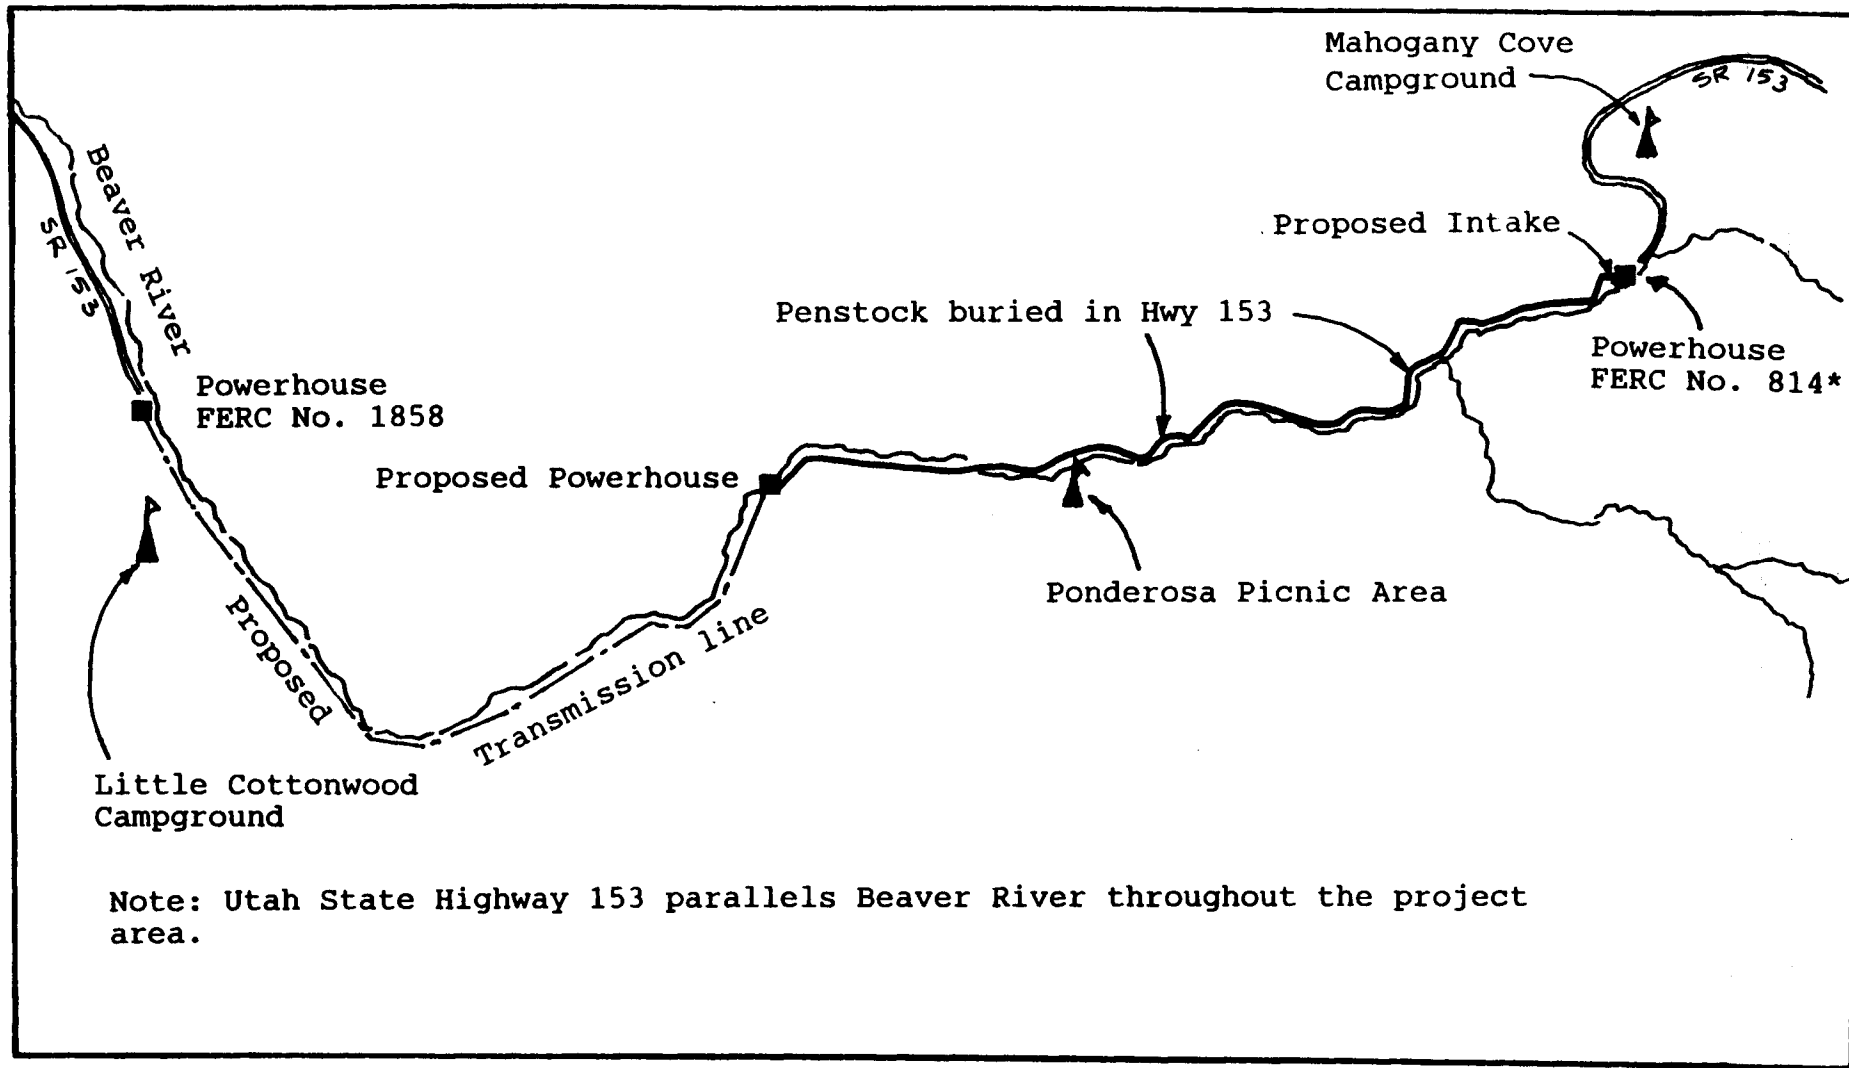 Mahogany Cove
Campground
SR 153
Beaver River
SR 153
Proposed Intake
Penstock buried in Hwy 153
Powerhouse
FERC No. 814*
Powerhouse
FERC No. 1858
Proposed Powerhouse
Ponderosa Picnic Area
Proposed
Transmission line
Little Cottonwood
Campground
Note: Utah State Highway 153 parallels Beaver River throughout the project
area.